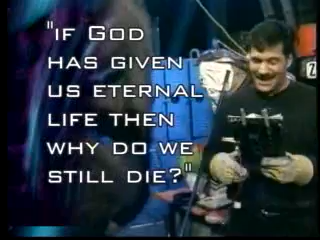 "IF GOD
HAS GIVEN
US ETERNAL
LIFE THEN
WHY DO WE
STILL DIE?"